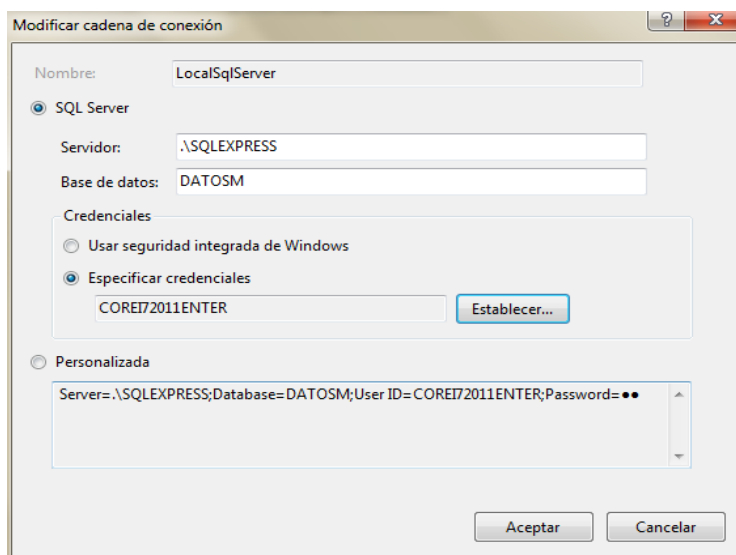 Modificar cadena de conexión
Nombre: LocalSqlServer
SQL Server
Servidor: .\SQLEXPRESS
Base de datos: DATOSM
Credenciales
Usar seguridad integrada de Windows
Especificar credenciales
COREI72011ENTER Establecer...
Personalizada
Server=.\SQLEXPRESS;Database=DATOSM;User ID=COREI72011ENTER;Password=●●
Aceptar Cancelar